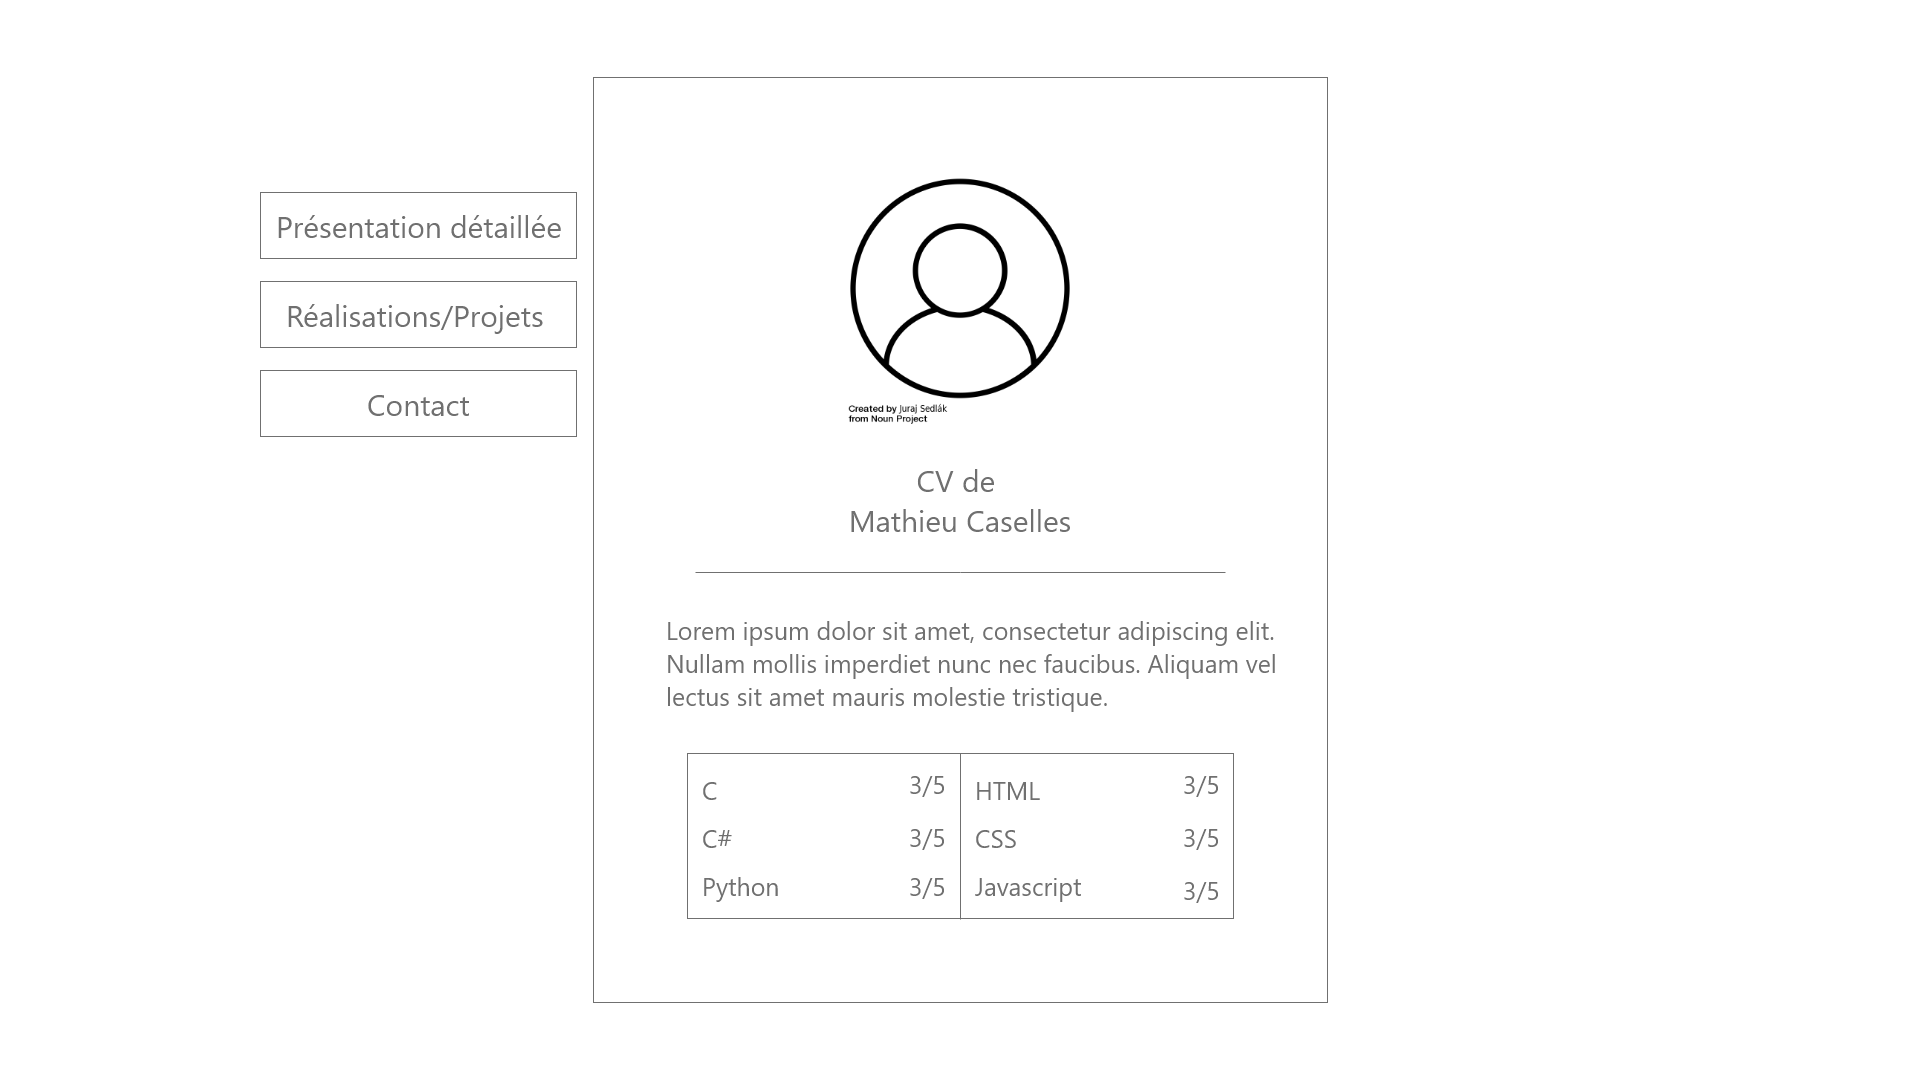 Présentation détaillée
Réalisations/Projets
Contact
Created by Juraj Sedlák
from Noun Project
CV de
Mathieu Caselles
Lorem ipsum dolor sit amet, consectetur adipiscing elit.
Nullam mollis imperdiet nunc nec faucibus. Aliquam vel
lectus sit amet mauris molestie tristique.
C 3/5
C# 3/5
Python 3/5
HTML 3/5
CSS 3/5
Javascript 3/5